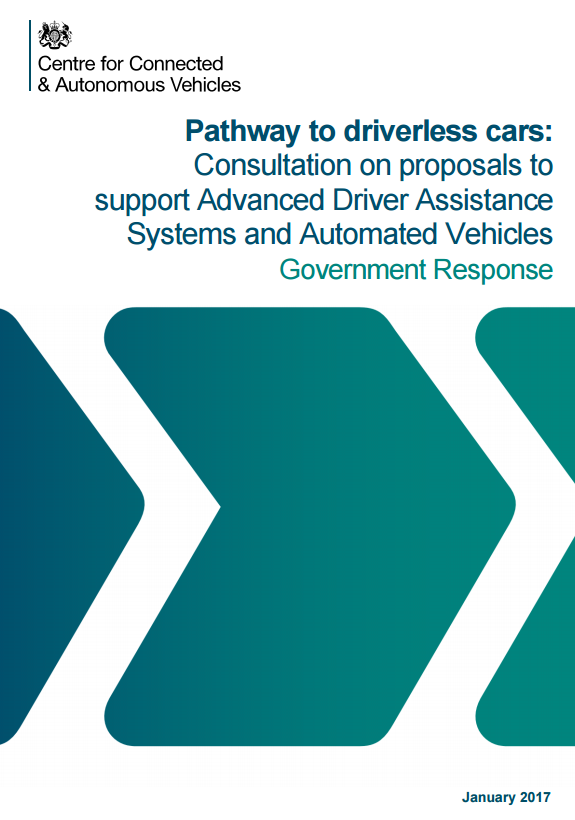 Centre for Connected
& Autonomous Vehicles
Pathway to driverless cars:
Consultation on proposals to
support Advanced Driver Assistance
Systems and Automated Vehicles
Government Response
January 2017